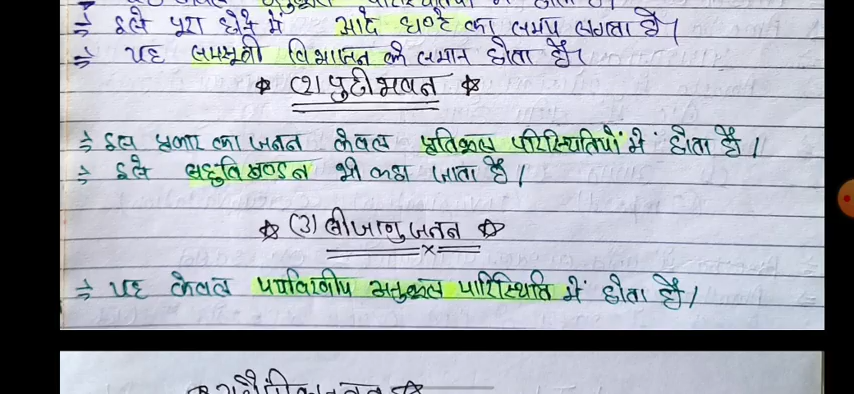 ⇒ इसे पूरा होने में आधे घण्टे का समय लगता है।
⇒ यह समसूत्री विभाजन के समान होता है।
☆ (2) पुटीभवन ☆
⇒ इस प्रकार का जनन केवल प्रतिकूल परिस्थितियों में होता है।
⇒ इसे बहुविखण्डन भी कहा जाता है।
☆ (3) बीजाणुजनन ☆
⇒ यह केवल पर्यावरणीय अनुकूल परिस्थिति में होता है।